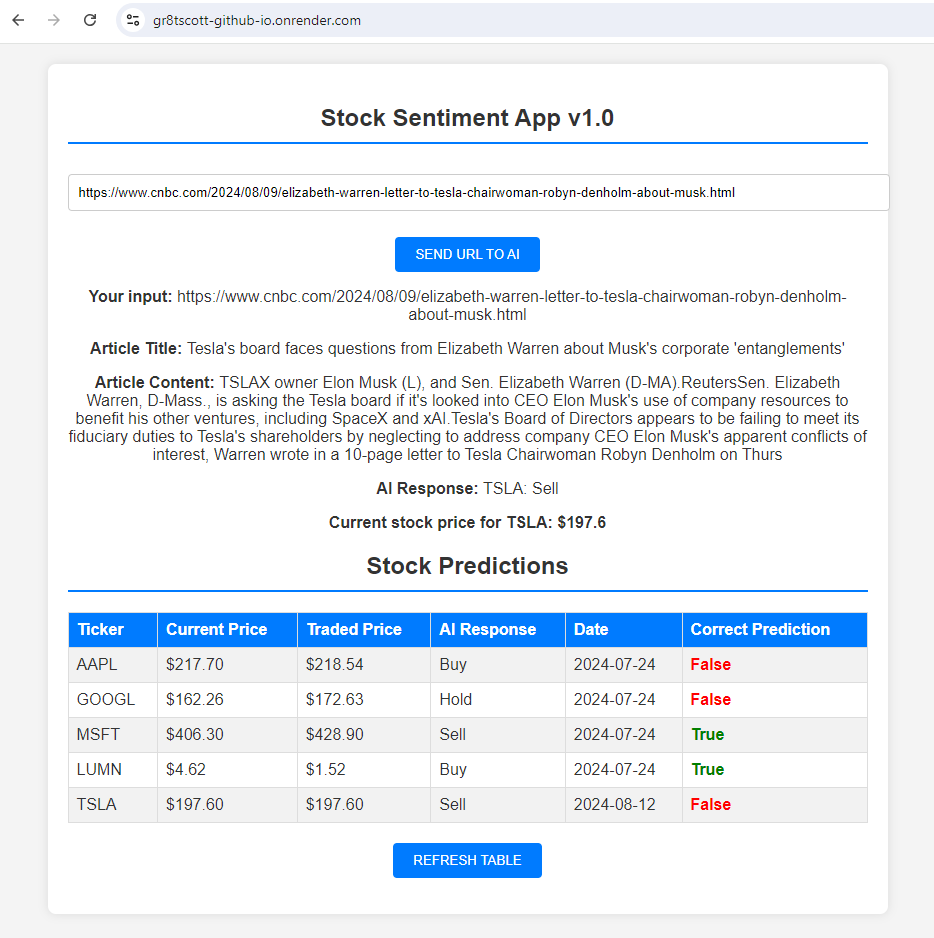 gr8tscott-github-io.onrender.com
Stock Sentiment App v1.0
https://www.cnbc.com/2024/08/09/elizabeth-warren-letter-to-tesla-chairwoman-robyn-denholm-about-musk.html
SEND URL TO AI
Your input: https://www.cnbc.com/2024/08/09/elizabeth-warren-letter-to-tesla-chairwoman-robyn-denholm-
about-musk.html
Article Title: Tesla's board faces questions from Elizabeth Warren about Musk's corporate 'entanglements'
Article Content: TSLAX owner Elon Musk (L), and Sen. Elizabeth Warren (D-MA).ReutersSen. Elizabeth
Warren, D-Mass., is asking the Tesla board if it's looked into CEO Elon Musk's use of company resources to
benefit his other ventures, including SpaceX and xAI.Tesla's Board of Directors appears to be failing to meet its
fiduciary duties to Tesla's shareholders by neglecting to address company CEO Elon Musk's apparent conflicts of
interest, Warren wrote in a 10-page letter to Tesla Chairwoman Robyn Denholm on Thurs
AI Response: TSLA: Sell
Current stock price for TSLA: $197.6
Stock Predictions
Ticker Current Price Traded Price AI Response Date Correct Prediction
AAPL $217.70 $218.54 Buy 2024-07-24 False
GOOGL $162.26 $172.63 Hold 2024-07-24 False
MSFT $406.30 $428.90 Sell 2024-07-24 True
LUMN $4.62 $1.52 Buy 2024-07-24 True
TSLA $197.60 $197.60 Sell 2024-08-12 False
REFRESH TABLE